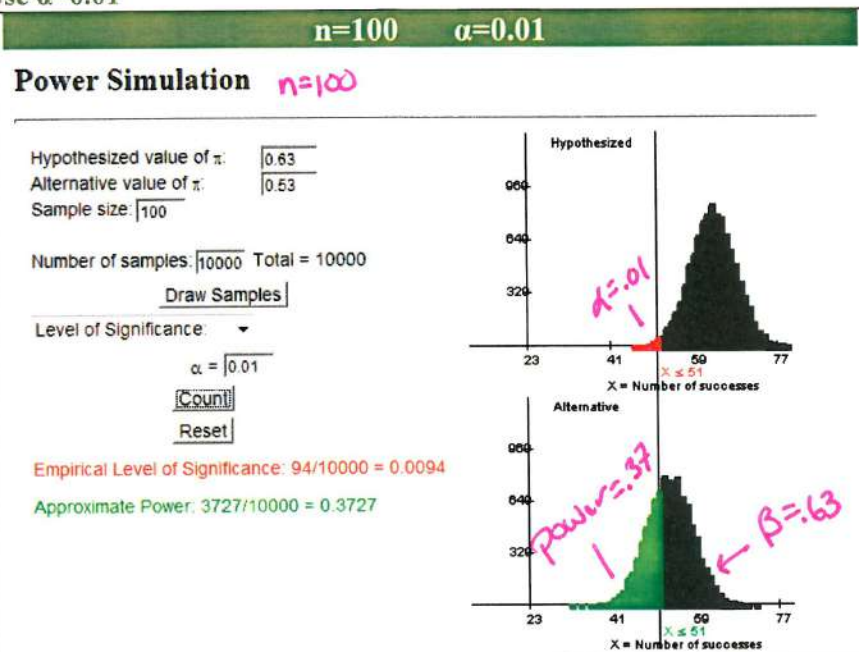 α 0.01
n=100 α=0.01
Power Simulation n=100
Hypothesized value of π: 0.63
Alternative value of π: 0.53
Sample size: 100
Number of samples: 10000 Total = 10000
Draw Samples
Level of Significance:
α = 0.01
Count
Reset
Empirical Level of Significance: 94/10000 = 0.0094
Approximate Power: 3727/10000 = 0.3727
Hypothesized
960
640
320
α=.01
23 41 59 77
X ≤ 51
X = Number of successes
Alternative
960
640
320
power=.37
β=.63
23 41 59 77
X ≤ 51
X = Number of successes